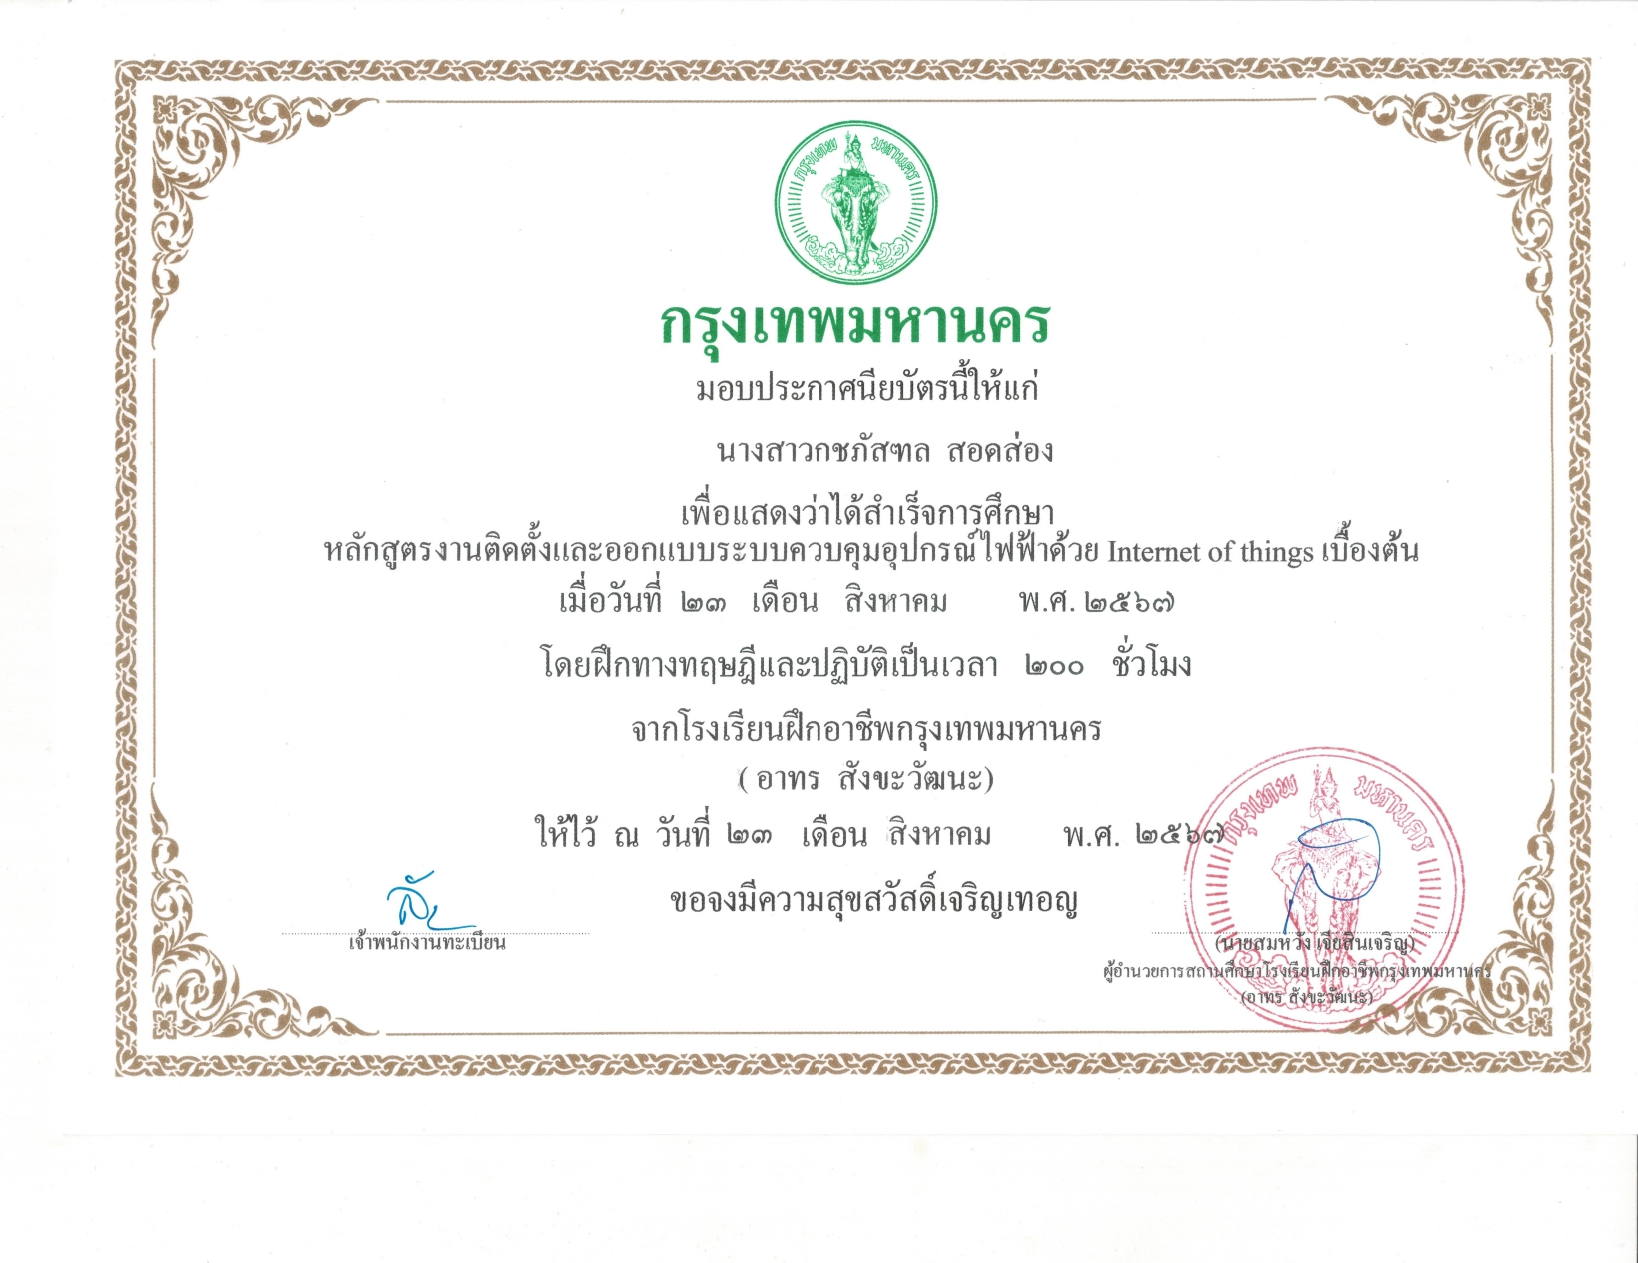 กรุงเทพ มหานคร
กรุงเทพมหานคร
มอบประกาศนียบัตรนี้ให้แก่
นางสาวกชภัสฑล สอดส่อง
เพื่อแสดงว่าได้สำเร็จการศึกษา
หลักสูตรงานติดตั้งและออกแบบระบบควบคุมอุปกรณ์ไฟฟ้าด้วย Internet of things เบื้องต้น
เมื่อวันที่ ๒๓ เดือน สิงหาคม พ.ศ. ๒๕๖๗
โดยฝึกทางทฤษฎีและปฏิบัติเป็นเวลา ๒๐๐ ชั่วโมง
จากโรงเรียนฝึกอาชีพกรุงเทพมหานคร
( อาทร สังขะวัฒนะ)
ให้ไว้ ณ วันที่ ๒๓ เดือน สิงหาคม พ.ศ. ๒๕๖๗
ขอจงมีความสุขสวัสดิ์เจริญเทอญ
เจ้าพนักงานทะเบียน
กรุงเทพ มหานคร
(นายสมหวัง เจียสินเจริญ)
ผู้อำนวยการสถานศึกษาโรงเรียนฝึกอาชีพกรุงเทพมหานคร
(อาทร สังขะวัฒนะ)